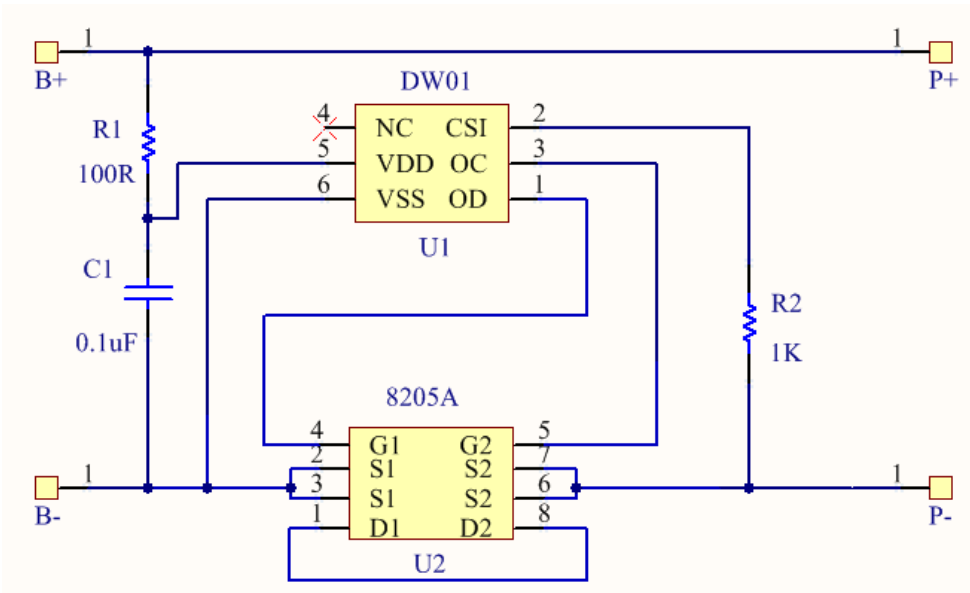 1
1
B+
P+
DW01
R1
100R
4
NC
CSI
2
5
VDD
OC
3
6
VSS
OD
1
U1
C1
0.1uF
R2
1K
8205A
4
G1
G2
5
2
S1
S2
7
3
S1
S2
6
1
D1
D2
8
U2
1
1
B-
P-